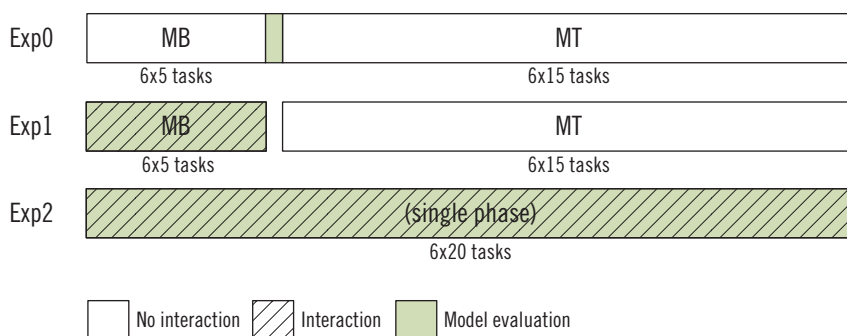 Exp0 MB MT
6x5 tasks 6x15 tasks
Exp1 MB MT
6x5 tasks 6x15 tasks
Exp2 (single phase)
6x20 tasks
No interaction Interaction Model evaluation